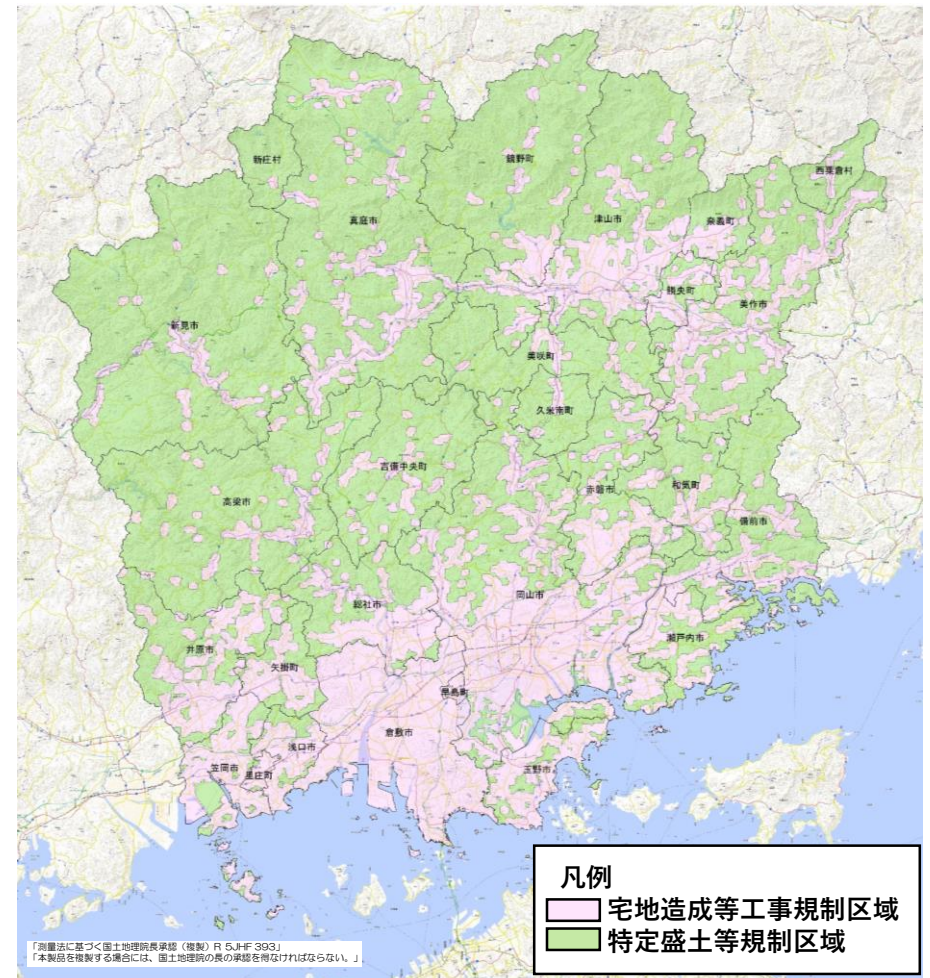 新庄村
鏡野町
西粟倉村
真庭市
津山市
奈義町
勝央町
美作市
新見市
美咲町
久米南町
吉備中央町
高梁市
赤磐市
和気町
備前市
岡山市
総社市
瀬戸内市
井原市
矢掛町
早島町
倉敷市
浅口市
笠岡市
里庄町
玉野市
凡例
宅地造成等工事規制区域
特定盛土等規制区域
「測量法に基づく国土地理院長承認（複製）R 5JHF 393」
「本製品を複製する場合には、国土地理院の長の承認を得なければならない。」